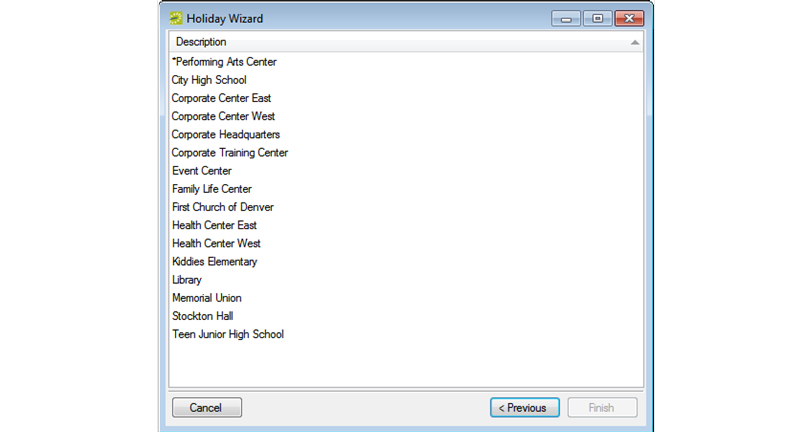 Holiday Wizard
Description
*Performing Arts Center
City High School
Corporate Center East
Corporate Center West
Corporate Headquarters
Corporate Training Center
Event Center
Family Life Center
First Church of Denver
Health Center East
Health Center West
Kiddies Elementary
Library
Memorial Union
Stockton Hall
Teen Junior High School
Cancel < Previous Finish